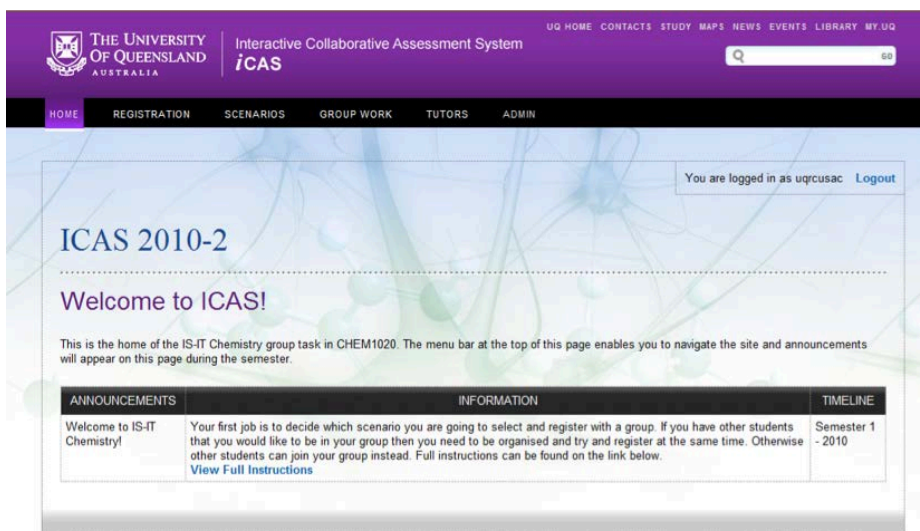 UQ HOME CONTACTS STUDY MAPS NEWS EVENTS LIBRARY MY.UQ
THE UNIVERSITY
OF QUEENSLAND
AUSTRALIA
Interactive Collaborative Assessment System
iCAS
GO
HOME REGISTRATION SCENARIOS GROUP WORK TUTORS ADMIN
You are logged in as uqrcusac Logout
ICAS 2010-2
Welcome to ICAS!
This is the home of the IS-IT Chemistry group task in CHEM1020. The menu bar at the top of this page enables you to navigate the site and announcements
will appear on this page during the semester.
ANNOUNCEMENTS INFORMATION TIMELINE
Welcome to IS-IT
Chemistry!
Your first job is to decide which scenario you are going to select and register with a group. If you have other students
that you would like to be in your group then you need to be organised and try and register at the same time. Otherwise
other students can join your group instead. Full instructions can be found on the link below.
View Full Instructions
Semester 1
- 2010